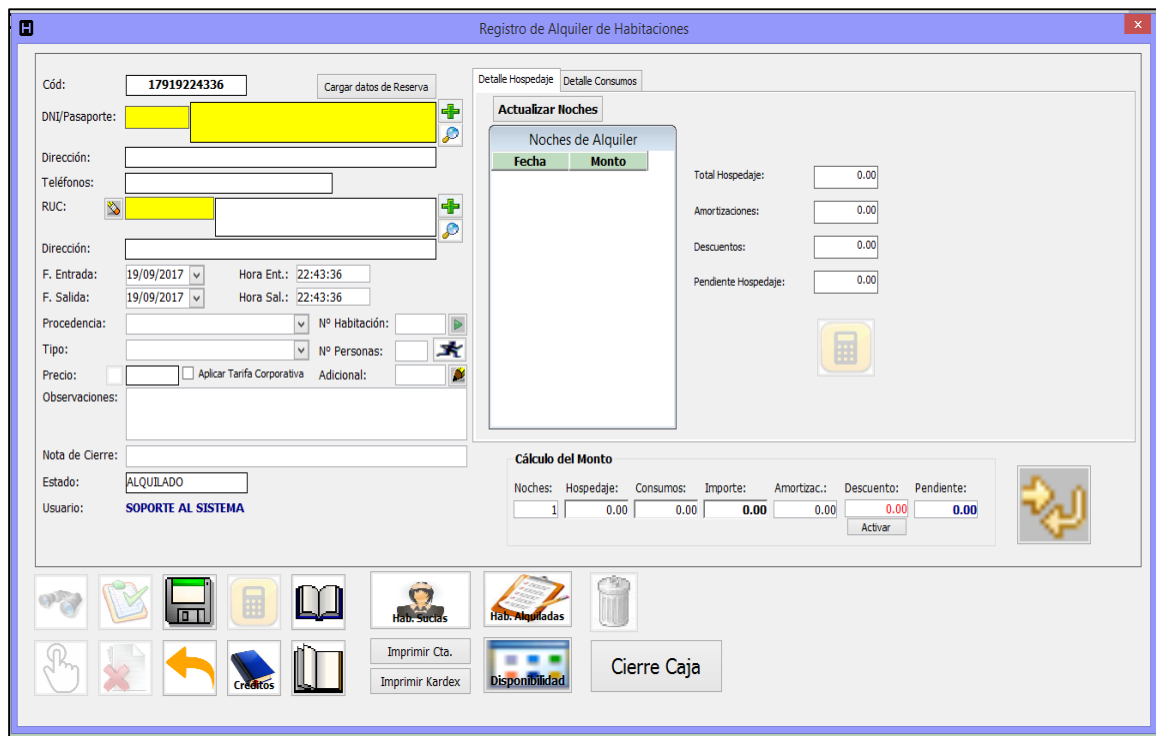 H
Registro de Alquiler de Habitaciones
x
Cód: 17919224336 Cargar datos de Reserva
DNI/Pasaporte:
Dirección:
Teléfonos:
RUC:
Dirección:
F. Entrada: 19/09/2017 Hora Ent.: 22:43:36
F. Salida: 19/09/2017 Hora Sal.: 22:43:36
Procedencia: Nº Habitación:
Tipo: Nº Personas:
Precio: Aplicar Tarifa Corporativa Adicional:
Observaciones:
Nota de Cierre:
Estado: ALQUILADO
Usuario: SOPORTE AL SISTEMA
Detalle Hospedaje Detalle Consumos
Actualizar Noches
Noches de Alquiler
Fecha Monto
Total Hospedaje: 0.00
Amortizaciones: 0.00
Descuentos: 0.00
Pendiente Hospedaje: 0.00
Cálculo del Monto
Noches: Hospedaje: Consumos: Importe: Amortizac.: Descuento: Pendiente:
1 0.00 0.00 0.00 0.00 0.00 0.00
Activar
Hab. Sucias
Hab. Alquiladas
Créditos
Imprimir Cta.
Imprimir Kardex
Disponibilidad
Cierre Caja